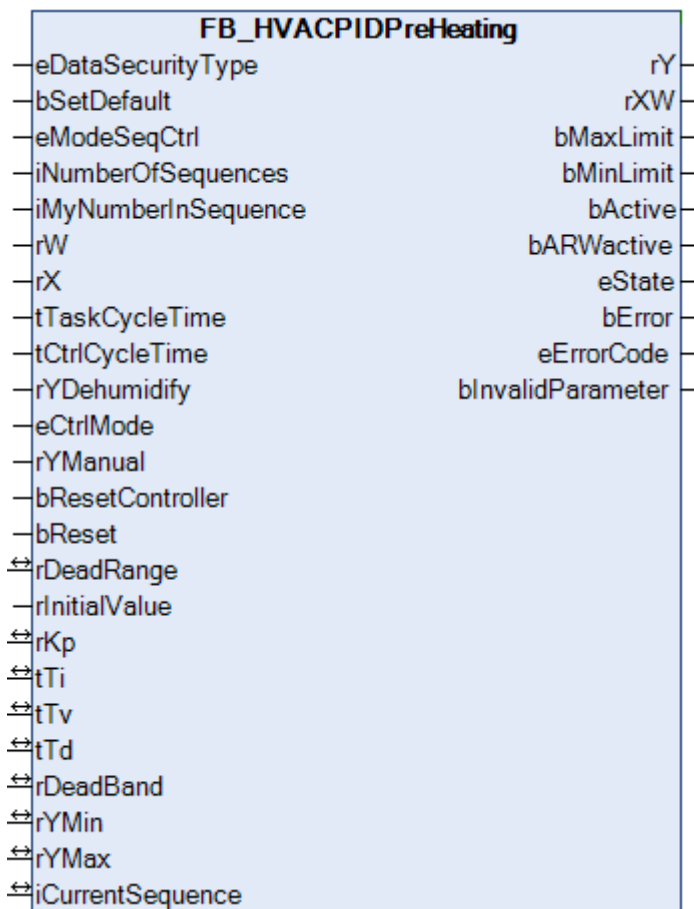 FB_HVACPIDPreHeating
eDataSecurityType rY
bSetDefault rXW
eModeSeqCtrl bMaxLimit
iNumberOfSequences bMinLimit
iMyNumberInSequence bActive
rW bARWactive
rX eState
tTaskCycleTime bError
tCtrlCycleTime eErrorCode
rYDehumidify bInvalidParameter
eCtrlMode
rYManual
bResetController
bReset
rDeadRange
rInitialValue
rKp
tTi
tTv
tTd
rDeadBand
rYMin
rYMax
iCurrentSequence